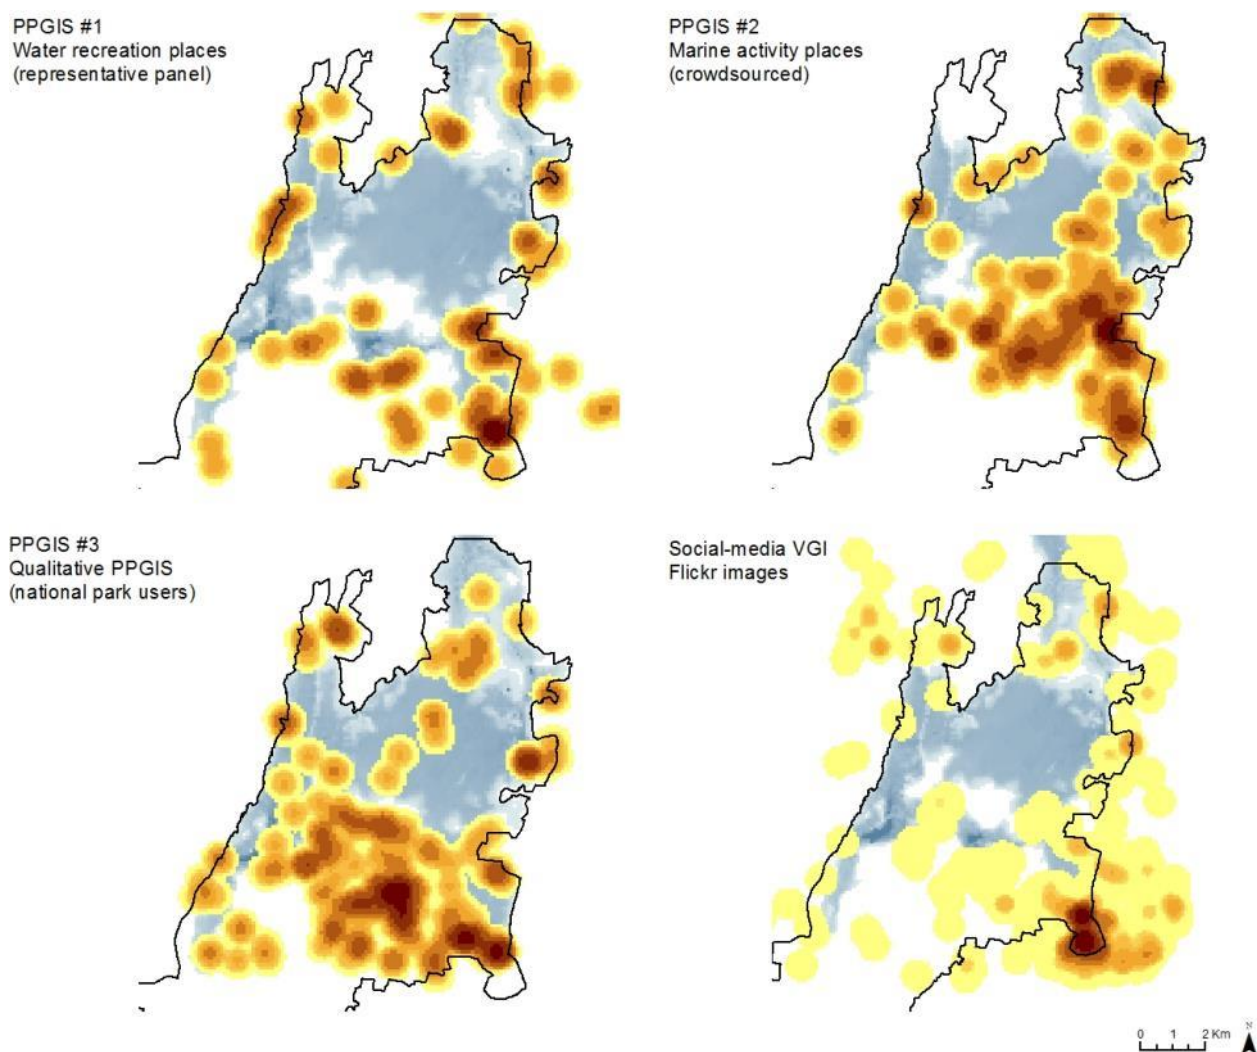 PPGIS #1
Water recreation places
(representative panel)
PPGIS #2
Marine activity places
(crowdsourced)
PPGIS #3
Qualitative PPGIS
(national park users)
Social-media VGI
Flickr images
0 1 2 Km
N